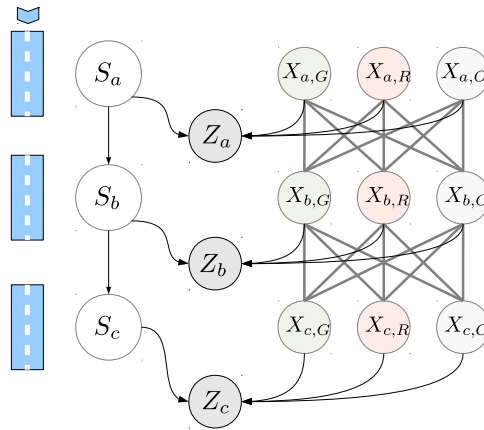 S_a X_{a,G} X_{a,R} X_{a,O}
Z_a
S_b X_{b,G} X_{b,R} X_{b,O}
Z_b
S_c X_{c,G} X_{c,R} X_{c,O}
Z_c